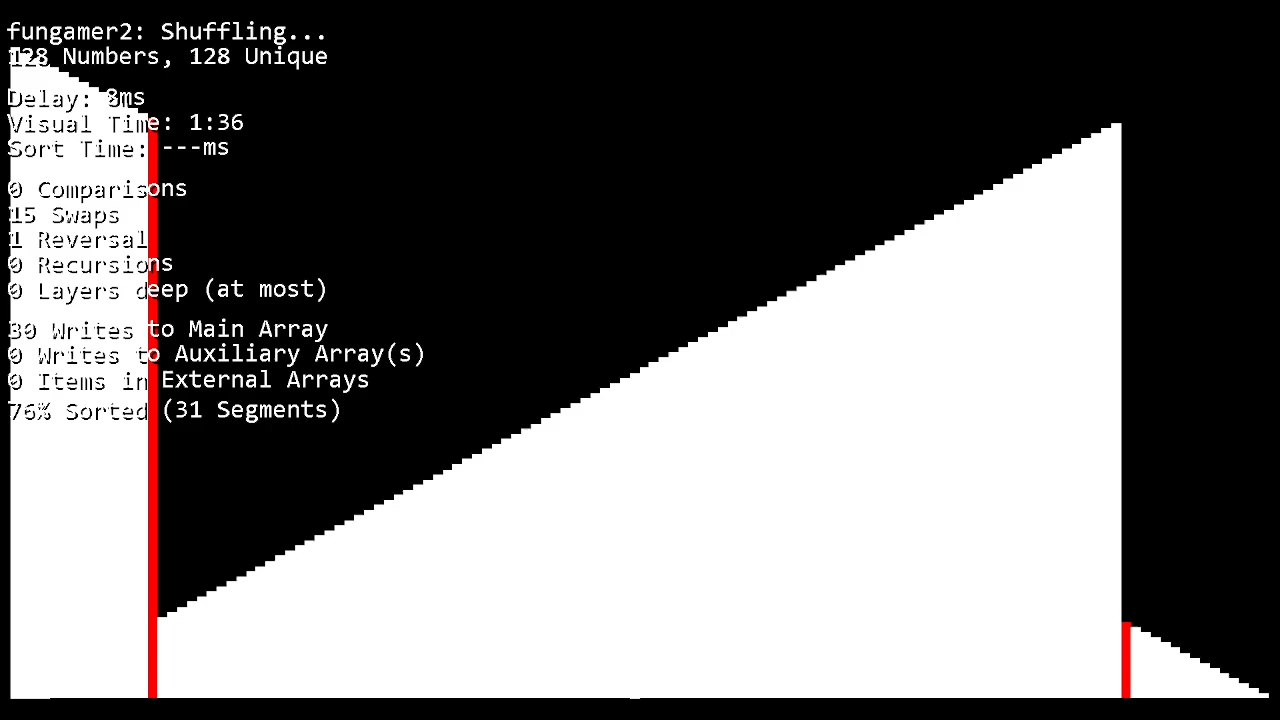 fungamer2: Shuffling...
128 Numbers, 128 Unique
Delay: 8ms
Visual Time: 1:36
Sort Time: ---ms
0 Comparisons
15 Swaps
1 Reversal
0 Recursions
0 Layers deep (at most)
30 Writes to Main Array
0 Writes to Auxiliary Array(s)
0 Items in External Arrays
76% Sorted (31 Segments)